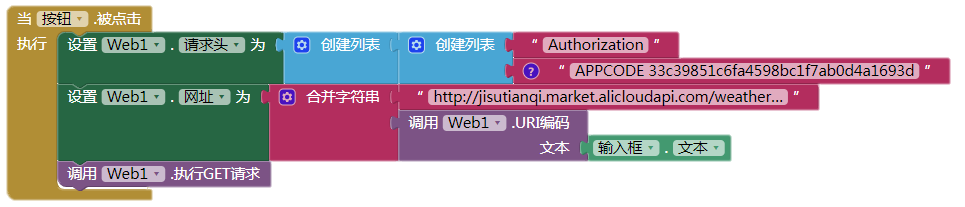 当 按钮 .被点击
执行 设置 Web1 . 请求头 为 创建列表 创建列表 “ Authorization ”
? “ APPCODE 33c39851c6fa4598bc1f7ab0d4a1693d ”
设置 Web1 . 网址 为 合并字符串 “ http://jisutianqi.market.alicloudapi.com/weather... ”
调用 Web1 .URI编码
文本 输入框 . 文本
调用 Web1 .执行GET请求